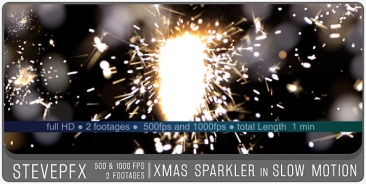 full HD ● 2 footages ● 500fps and 1000fps ● total Length 1 min
STEVEPFX 500 & 1000 FPS 2 FOOTAGES | XMAS SPARKLER IN SLOW MOTION